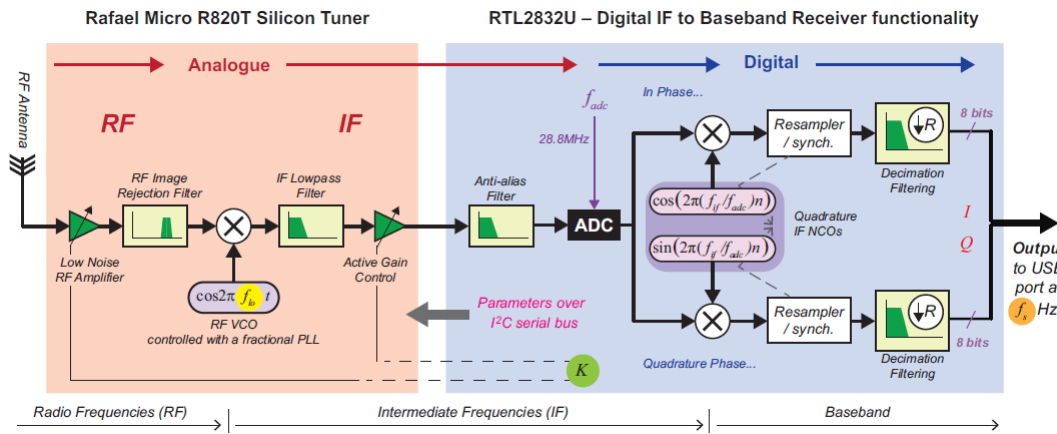 Rafael Micro R820T Silicon Tuner
RTL2832U – Digital IF to Baseband Receiver functionality
Analogue
Digital
RF Antenna
RF
IF
f_adc
28.8MHz
In Phase...
8 bits
RF Image
Rejection Filter
IF Lowpass
Filter
Anti-alias
Filter
ADC
Resampler
/ synch.
R
Decimation
Filtering
cos(2π(f_if/f_adc)n)
sin(2π(f_if/f_adc)n)
Quadrature
IF NCOs
I
Q
Low Noise
RF Amplifier
cos2π f_lo t
RF VCO
controlled with a fractional PLL
Active Gain
Control
Parameters over
I²C serial bus
K
Quadrature Phase...
Resampler
/ synch.
R
Decimation
Filtering
8 bits
Outpu
to USB
port a
f_s Hz
Radio Frequencies (RF)
Intermediate Frequencies (IF)
Baseband